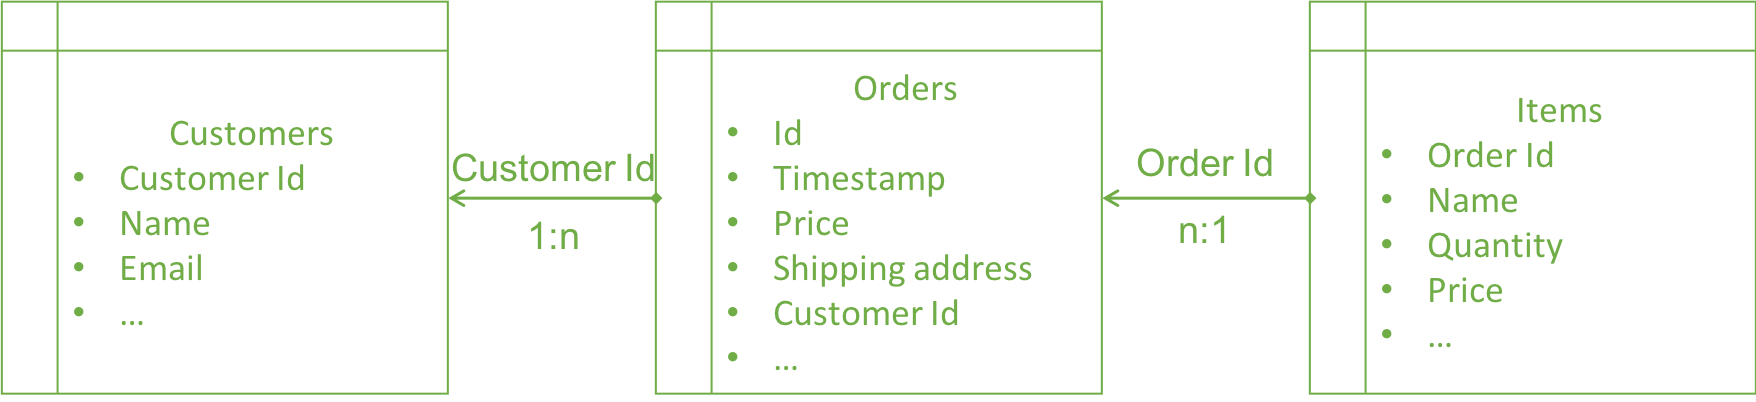 Customers
• Customer Id
• Name
• Email
• ...
Customer Id
1:n
Orders
• Id
• Timestamp
• Price
• Shipping address
• Customer Id
• ...
Order Id
n:1
Items
• Order Id
• Name
• Quantity
• Price
• ...